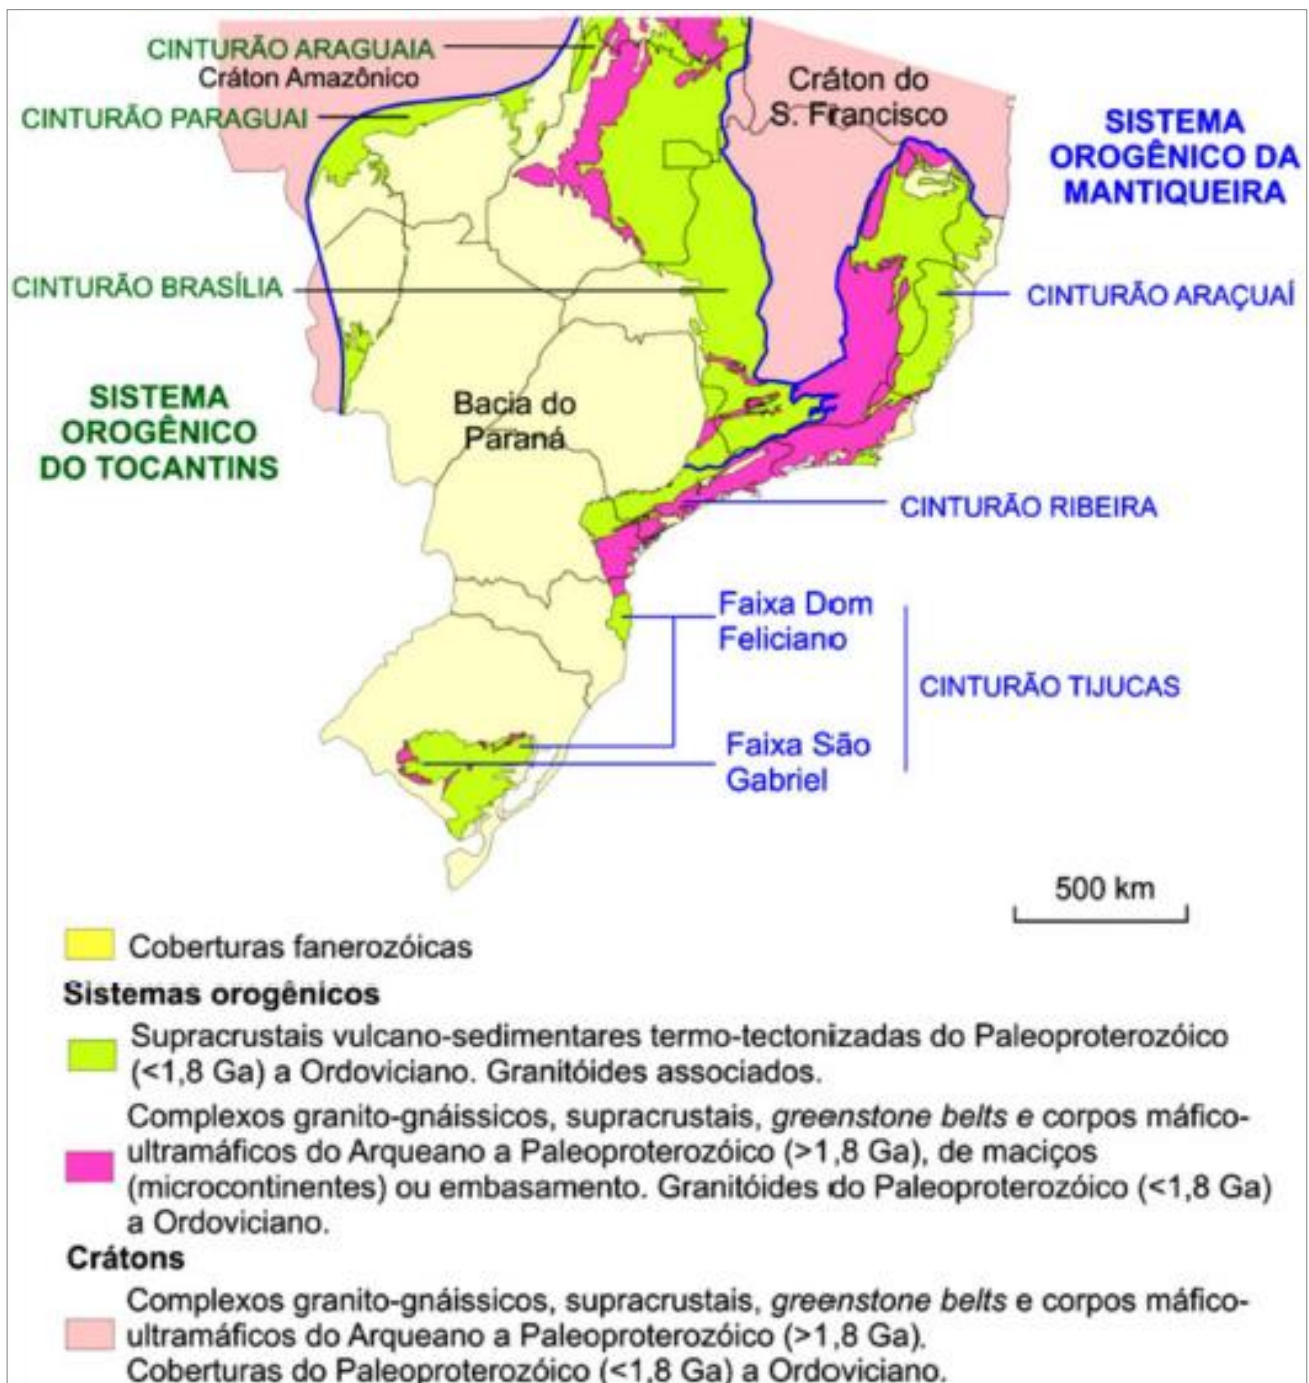 CINTURÃO ARAGUAIA
Cráton Amazônico
CINTURÃO PARAGUAI
Cráton do
S. Francisco
SISTEMA
OROGÊNICO DA
MANTIQUEIRA
CINTURÃO BRASÍLIA
CINTURÃO ARAÇUAÍ
SISTEMA
OROGÊNICO
DO TOCANTINS
Bacia do
Paraná
CINTURÃO RIBEIRA
Faixa Dom
Feliciano
CINTURÃO TIJUCAS
Faixa São
Gabriel
500 km
Coberturas fanerozóicas
Sistemas orogênicos
Supracrustais vulcano-sedimentares termo-tectonizadas do Paleoproterozóico
(<1,8 Ga) a Ordoviciano. Granitóides associados.
Complexos granito-gnáissicos, supracrustais, greenstone belts e corpos máfico-
ultramáficos do Arqueano a Paleoproterozóico (>1,8 Ga), de maciços
(microcontinentes) ou embasamento. Granitóides do Paleoproterozóico (<1,8 Ga)
a Ordoviciano.
Crátons
Complexos granito-gnáissicos, supracrustais, greenstone belts e corpos máfico-
ultramáficos do Arqueano a Paleoproterozóico (>1,8 Ga).
Coberturas do Paleoproterozóico (<1,8 Ga) a Ordoviciano.